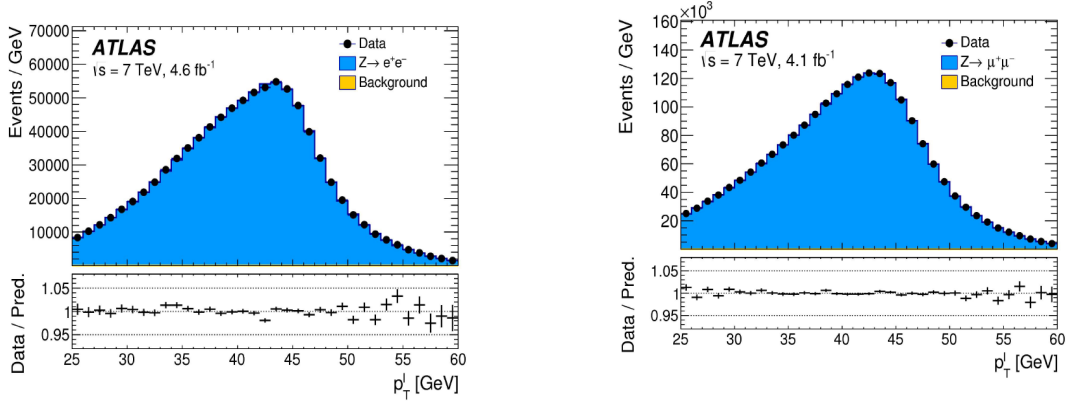 70000
60000
50000
40000
30000
20000
10000
Events / GeV
ATLAS
√s = 7 TeV, 4.6 fb⁻¹
Data
Z→ e⁺e⁻
Background
1.05
1
0.95
Data / Pred.
25 30 35 40 45 50 55 60
p_T^l [GeV]
160 ×10³
140
120
100
80
60
40
20
Events / GeV
ATLAS
√s = 7 TeV, 4.1 fb⁻¹
Data
Z→ μ⁺μ⁻
Background
1.05
1
0.95
Data / Pred.
25 30 35 40 45 50 55 60
p_T^l [GeV]